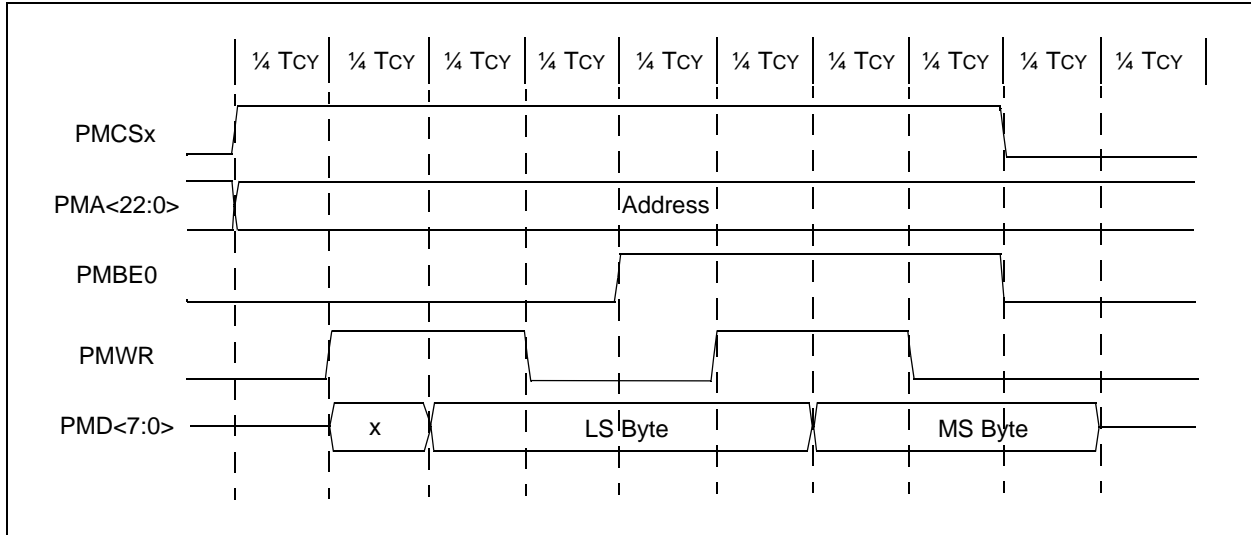 ¼ TCY ¼ TCY ¼ TCY ¼ TCY ¼ TCY ¼ TCY ¼ TCY ¼ TCY ¼ TCY ¼ TCY
PMCSx
PMA<22:0> Address
PMBE0
PMWR
PMD<7:0> x LS Byte MS Byte